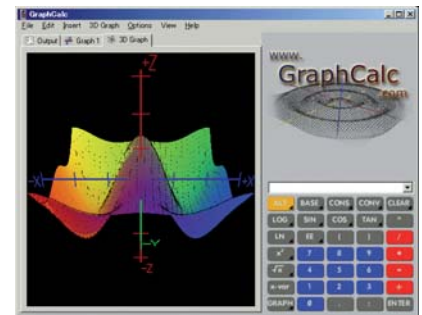 GraphCalc
File Edit Insert 3D Graph Options View Help
Output Graph 1 3D Graph
+Z
-X
+X
-Y
-Z
www.
GraphCalc
.com
ALT BASE CONS CONV CLEAR
LOG SIN COS TAN ^
LN EE ( ) /
x² 7 8 9 *
√x 4 5 6 -
x-var 1 2 3 +
GRAPH 0 . : ENTER